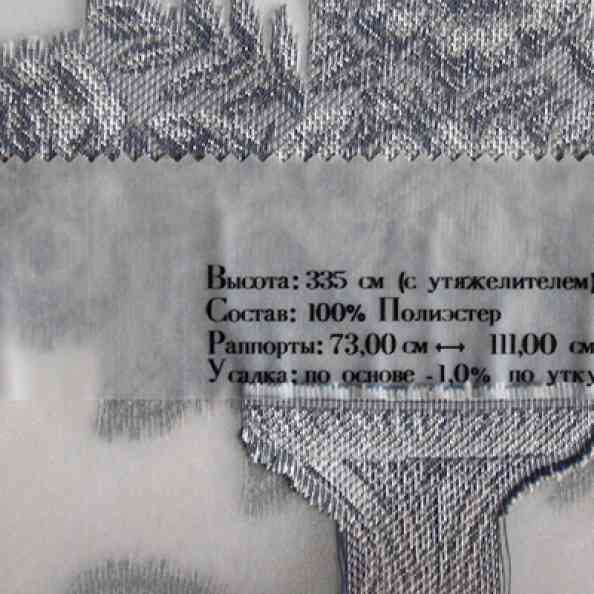 Высота: 335 см (с утяжелителем)
Состав: 100% Полиэстер
Раппорты: 73,00 см ↔ 111,00 см
Усадка: по основе -1,0% по утку